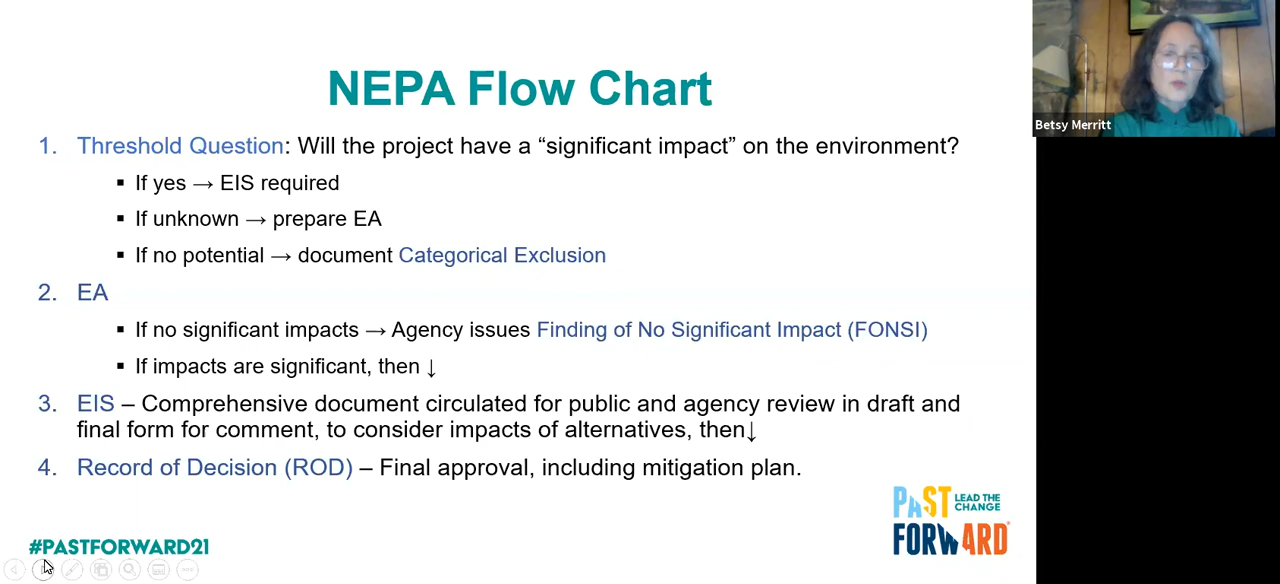 NEPA Flow Chart
1. Threshold Question: Will the project have a “significant impact” on the environment?
▪ If yes → EIS required
▪ If unknown → prepare EA
▪ If no potential → document Categorical Exclusion
2. EA
▪ If no significant impacts → Agency issues Finding of No Significant Impact (FONSI)
▪ If impacts are significant, then ↓
3. EIS – Comprehensive document circulated for public and agency review in draft and
final form for comment, to consider impacts of alternatives, then↓
4. Record of Decision (ROD) – Final approval, including mitigation plan.
#PASTFORWARD21
PAST
LEAD THE
CHANGE
FORWARD®
Betsy Merritt